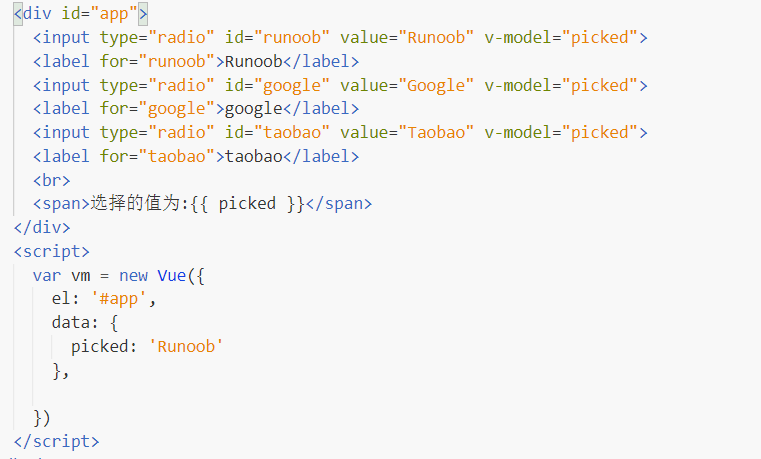 <div id="app">
<input type="radio" id="runoob" value="Runoob" v-model="picked">
<label for="runoob">Runoob</label>
<input type="radio" id="google" value="Google" v-model="picked">
<label for="google">google</label>
<input type="radio" id="taobao" value="Taobao" v-model="picked">
<label for="taobao">taobao</label>
<br>
<span>选择的值为:{{ picked }}</span>
</div>
<script>
var vm = new Vue({
el: '#app',
data: {
picked: 'Runoob'
},
})
</script>